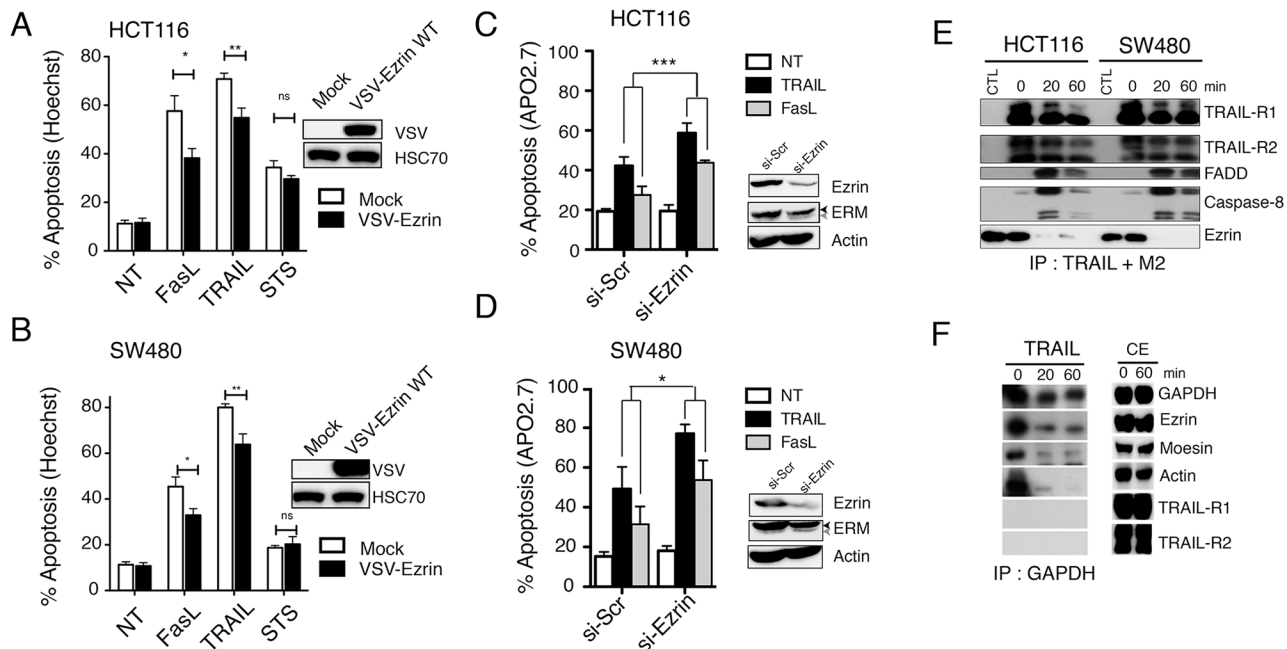 A
HCT116
% Apoptosis (Hoechst)
80
60
40
20
0
*
**
ns
NT
FasL
TRAIL
STS
Mock
VSV-Ezrin WT
VSV
HSC70
Mock
VSV-Ezrin
B
SW480
% Apoptosis (Hoechst)
80
60
40
20
0
*
**
ns
NT
FasL
TRAIL
STS
Mock
VSV-Ezrin WT
VSV
HSC70
Mock
VSV-Ezrin
C
HCT116
% Apoptosis (APO2.7)
100
80
60
40
20
0
***
si-Scr
si-Ezrin
NT
TRAIL
FasL
si-Scr
si-Ezrin
Ezrin
ERM
Actin
D
SW480
% Apoptosis (APO2.7)
100
80
60
40
20
0
*
si-Scr
si-Ezrin
NT
TRAIL
FasL
si-Scr
si-Ezrin
Ezrin
ERM
Actin
E
HCT116 SW480
CTL 0 20 60 CTL 0 20 60 min
TRAIL-R1
TRAIL-R2
FADD
Caspase-8
Ezrin
IP : TRAIL + M2
F
TRAIL CE
0 20 60 0 60 min
GAPDH
Ezrin
Moesin
Actin
TRAIL-R1
TRAIL-R2
IP : GAPDH